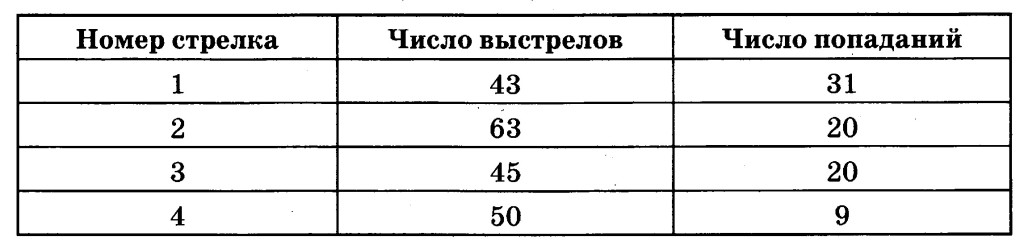 Номер стрелка Число выстрелов Число попаданий
1 43 31
2 63 20
3 45 20
4 50 9